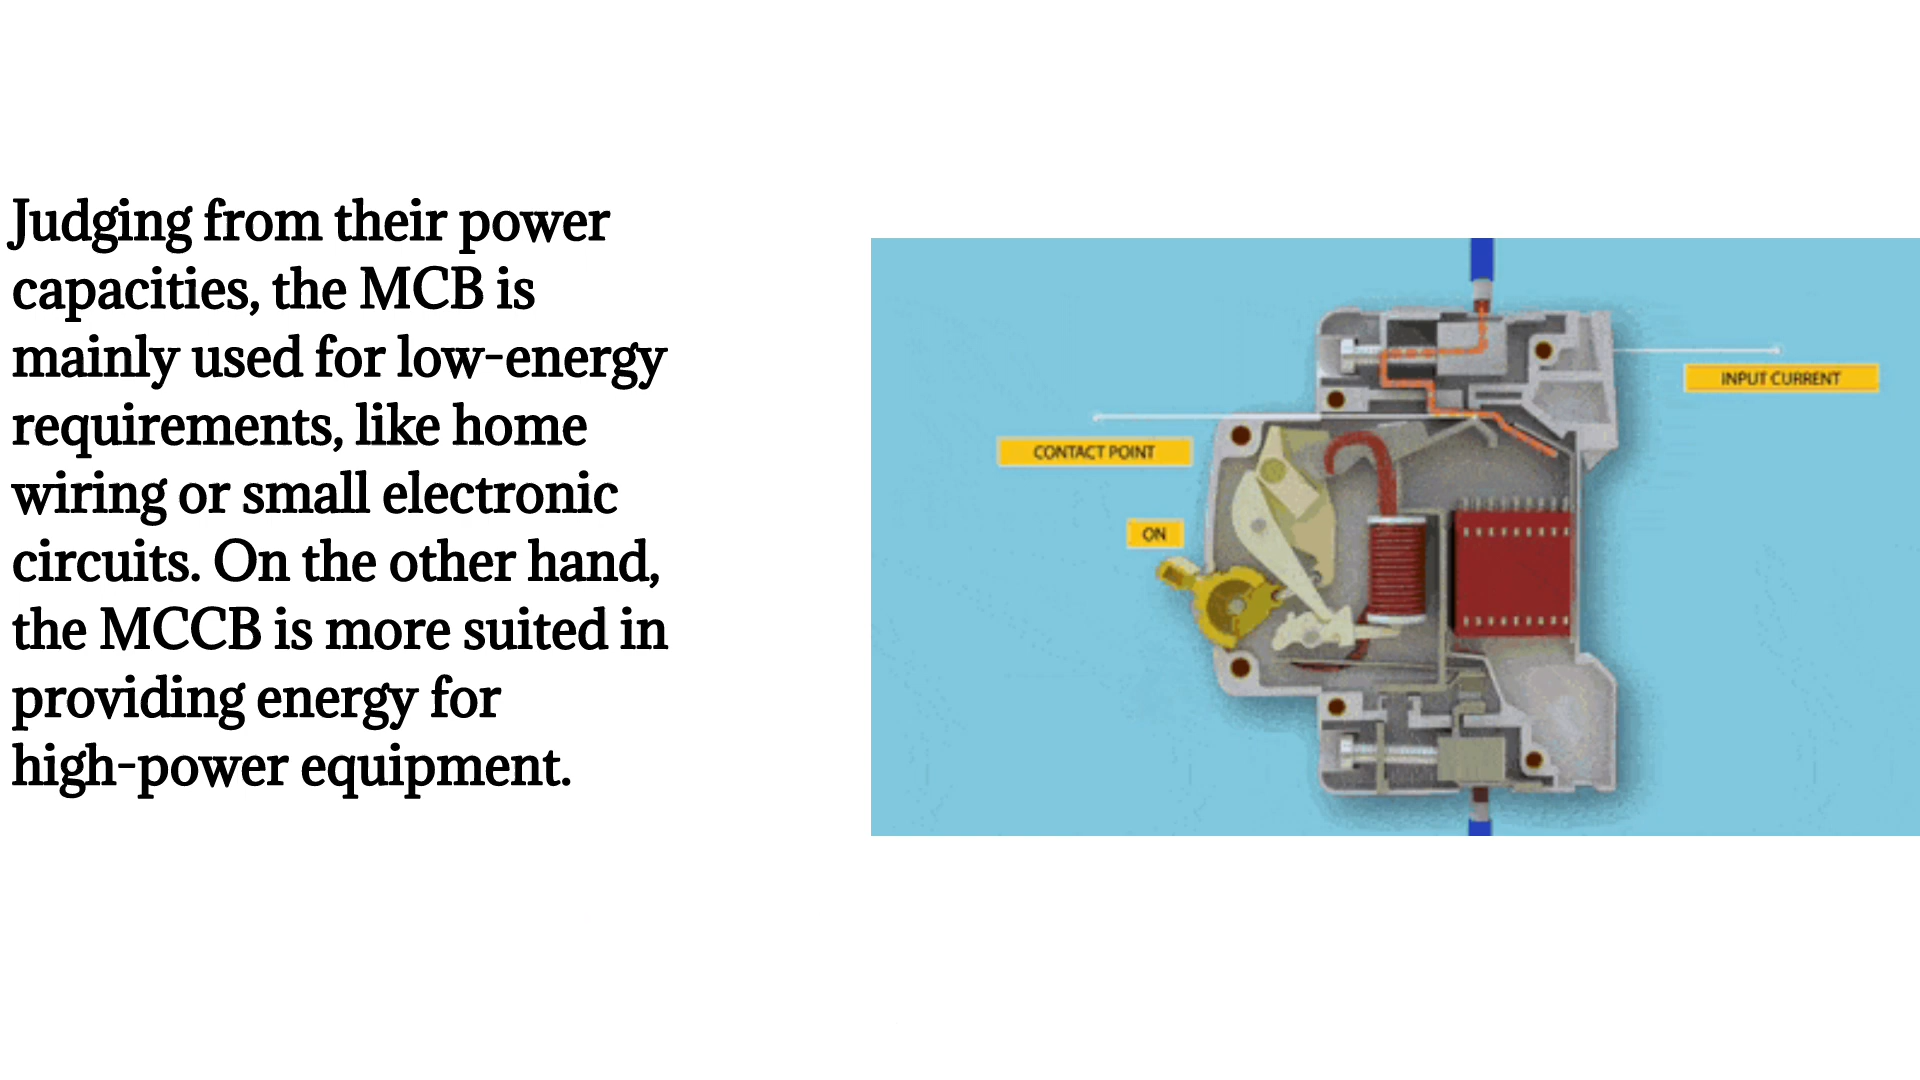 Judging from their power
capacities, the MCB is
mainly used for low-energy
requirements, like home
wiring or small electronic
circuits. On the other hand,
the MCCB is more suited in
providing energy for
high-power equipment.
INPUT CURRENT
CONTACT POINT
ON